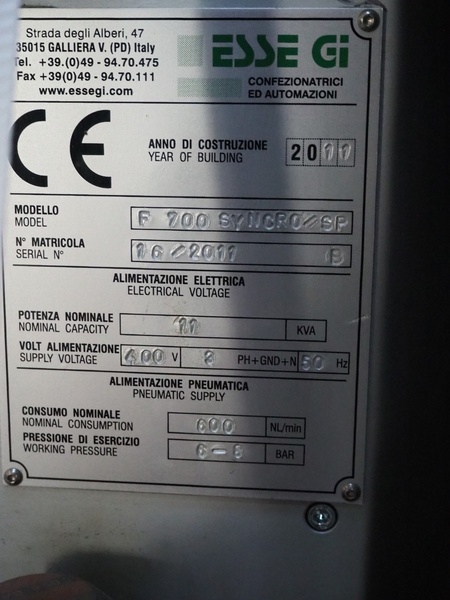 Strada degli Alberi, 47
35015 GALLIERA V. (PD) Italy
Tel. +39.(0)49 - 94.70.475
Fax +39(0)49 - 94.70.111
www.essegi.com
ESSE GI
CONFEZIONATRICI
ED AUTOMAZIONI
CE
ANNO DI COSTRUZIONE
YEAR OF BUILDING
2011
MODELLO
MODEL
SYNCRO//SP
N° MATRICOLA
SERIAL N°
16/2011 B
ALIMENTAZIONE ELETTRICA
ELECTRICAL VOLTAGE
POTENZA NOMINALE
NOMINAL CAPACITY
11 KVA
VOLT ALIMENTAZIONE
SUPPLY VOLTAGE
400 V 3 PH+GND+N 50 Hz
ALIMENTAZIONE PNEUMATICA
PNEUMATIC SUPPLY
CONSUMO NOMINALE
NOMINAL CONSUMPTION
600 NL/min
PRESSIONE DI ESERCIZIO
WORKING PRESSURE
6-8 BAR